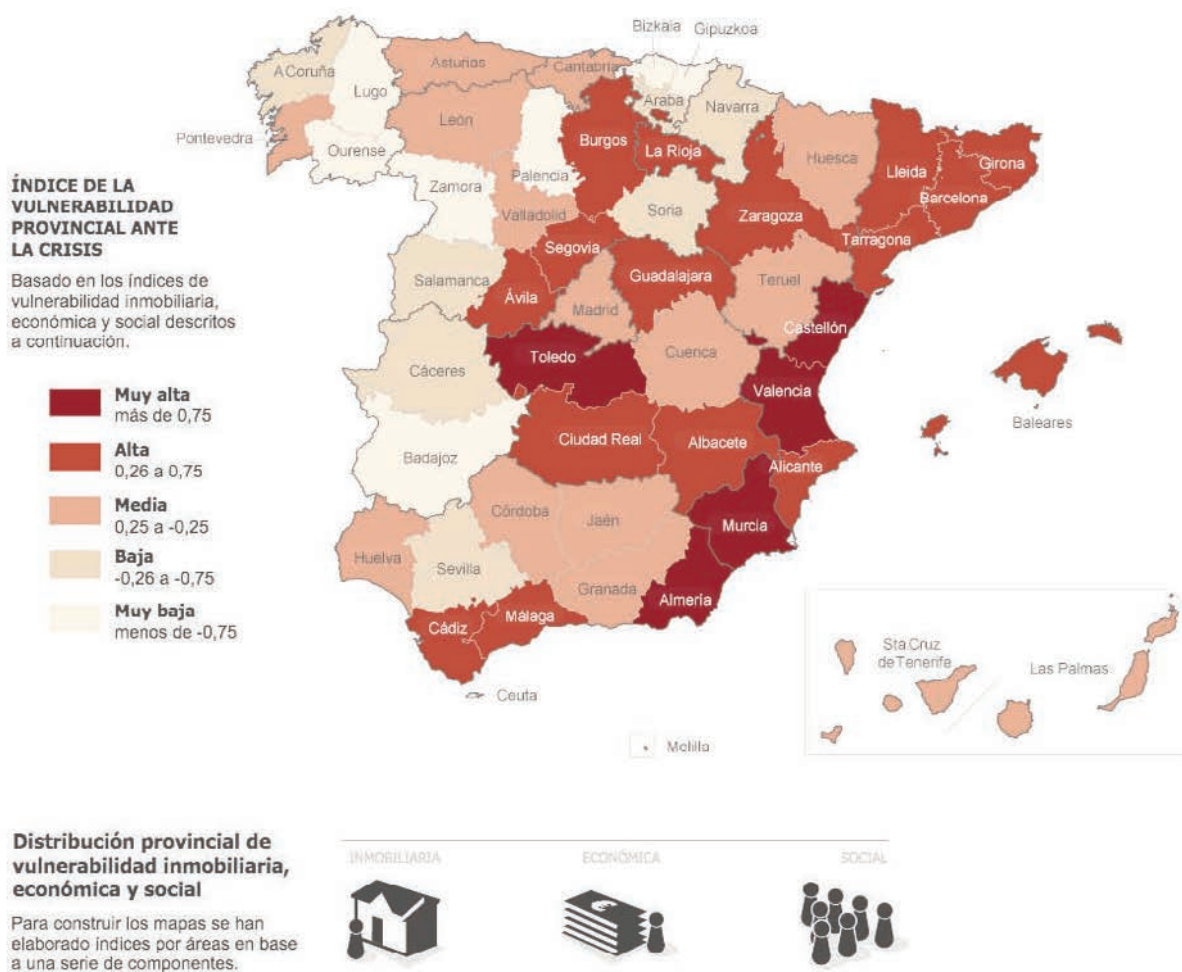 Bizkaia
Gipuzkoa
A Coruña
Lugo
Asturias
Cantabria
Araba
Navarra
Pontevedra
Ourense
León
Palencia
Burgos
La Rioja
Huesca
Lleida
Girona
Barcelona
Zamora
Valladolid
Soria
Zaragoza
Tarragona
ÍNDICE DE LA
VULNERABILIDAD
PROVINCIAL ANTE
LA CRISIS
Basado en los índices de
vulnerabilidad inmobiliaria,
económica y social descritos
a continuación.
Salamanca
Segovia
Ávila
Madrid
Guadalajara
Teruel
Castellón
Cáceres
Toledo
Cuenca
Valencia
Baleares
Badajoz
Ciudad Real
Albacete
Alicante
Murcia
Huelva
Sevilla
Córdoba
Jaén
Granada
Almería
Cádiz
Málaga
Ceuta
Melilla
Sta Cruz
de Tenerife
Las Palmas
Muy alta
más de 0,75
Alta
0,26 a 0,75
Media
0,25 a -0,25
Baja
-0,26 a -0,75
Muy baja
menos de -0,75
Distribución provincial de
vulnerabilidad inmobiliaria,
económica y social
Para construir los mapas se han
elaborado índices por áreas en base
a una serie de componentes.
INMOBILIARIA
ECONÓMICA
SOCIAL
€